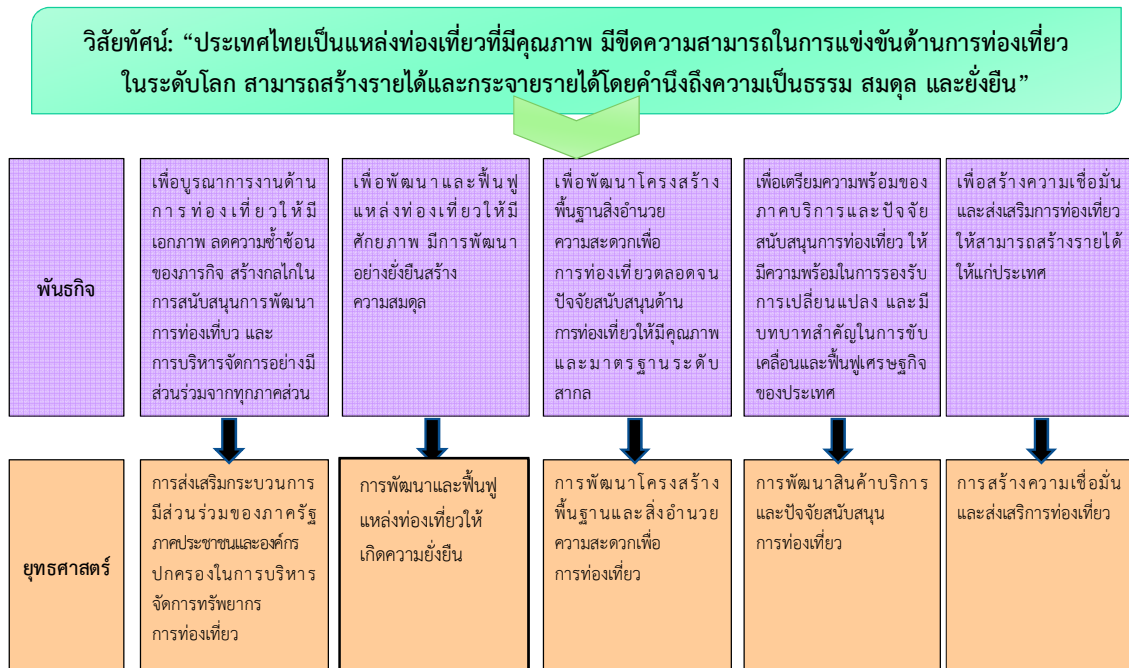 วิสัยทัศน์: “ประเทศไทยเป็นแหล่งท่องเที่ยวที่มีคุณภาพ มีขีดความสามารถในการแข่งขันด้านการท่องเที่ยว
ในระดับโลก สามารถสร้างรายได้และกระจายรายได้โดยคำนึงถึงความเป็นธรรม สมดุล และยั่งยืน”
พันธกิจ
เพื่อบูรณาการงานด้าน
การท่องเที่ยวให้มี
เอกภาพ ลดความซ้ำซ้อน
ของภารกิจ สร้างกลไกใน
การสนับสนุนการพัฒนา
การท่องเที่บว และ
การบริหารจัดการอย่างมี
ส่วนร่วมจากทุกภาคส่วน
เพื่อพัฒนาและฟื้นฟู
แหล่งท่องเที่ยวให้มี
ศักยภาพ มีการพัฒนา
อย่างยั่งยืนสร้าง
ความสมดุล
เพื่อพัฒนาโครงสร้าง
พื้นฐานสิ่งอำนวย
ความสะดวกเพื่อ
การท่องเที่ยวตลอดจน
ปัจจัยสนับสนุนด้าน
การท่องเที่ยวให้มีคุณภาพ
และมาตรฐานระดับ
สากล
เพื่อเตรียมความพร้อมของ
ภาคบริการและปัจจัย
สนับสนุนการท่องเที่ยว ให้
มีความพร้อมในการรองรับ
การเปลี่ยนแปลง และมี
บทบาทสำคัญในการขับ
เคลื่อนและฟื้นฟูเศรษฐกิจ
ของประเทศ
เพื่อสร้างความเชื่อมั่น
และส่งเสริมการท่องเที่ยว
ให้สามารถสร้างรายได้
ให้แก่ประเทศ
ยุทธศาสตร์
การส่งเสริมกระบวนการ
มีส่วนร่วมของภาครัฐ
ภาคประชาชนและองค์กร
ปกครองในการบริหาร
จัดการทรัพยากร
การท่องเที่ยว
การพัฒนาและฟื้นฟู
แหล่งท่องเที่ยวให้
เกิดความยั่งยืน
การพัฒนาโครงสร้าง
พื้นฐานและสิ่งอำนวย
ความสะดวกเพื่อ
การท่องเที่ยว
การพัฒนาสินค้าบริการ
และปัจจัยสนับสนุน
การท่องเที่ยว
การสร้างความเชื่อมั่น
และส่งเสริการท่องเที่ยว